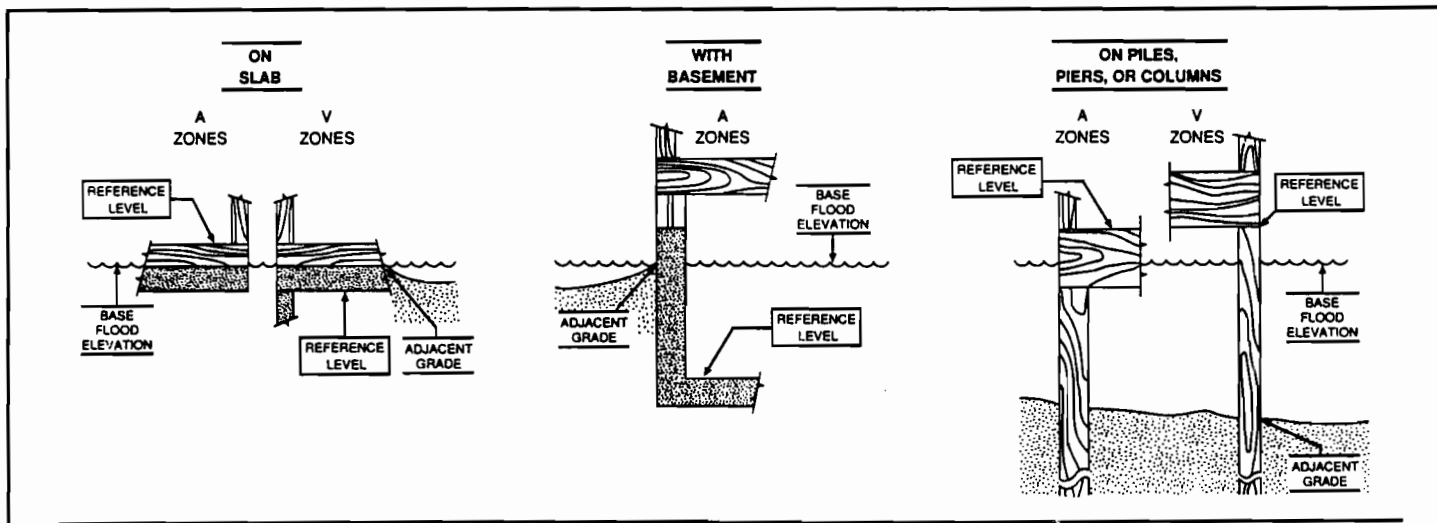 ON
SLAB
A
ZONES
V
ZONES
REFERENCE
LEVEL
BASE
FLOOD
ELEVATION
REFERENCE
LEVEL
ADJACENT
GRADE
WITH
BASEMENT
A
ZONES
BASE
FLOOD
ELEVATION
ADJACENT
GRADE
REFERENCE
LEVEL
ON PILES,
PIERS, OR COLUMNS
A
ZONES
V
ZONES
REFERENCE
LEVEL
REFERENCE
LEVEL
BASE
FLOOD
ELEVATION
ADJACENT
GRADE